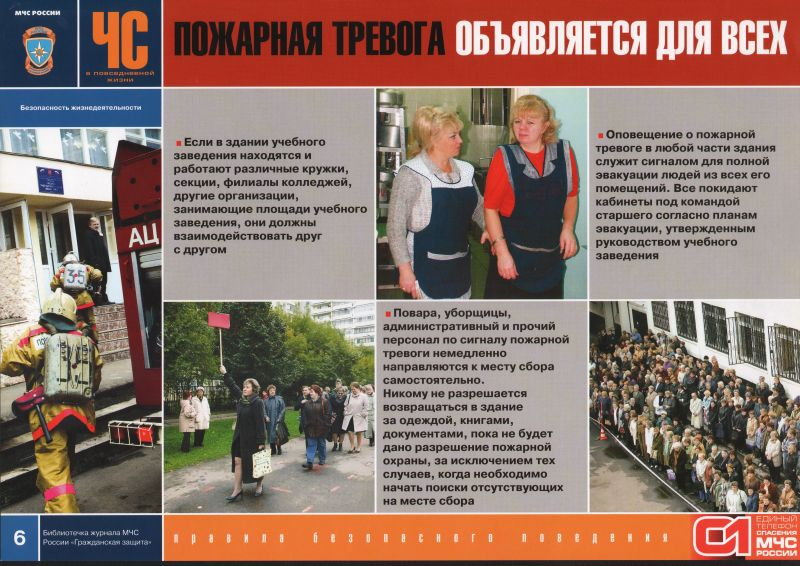 МЧС РОССИИ
ЧС
в повседневной
жизни
ПОЖАРНАЯ ТРЕВОГА ОБЪЯВЛЯЕТСЯ ДЛЯ ВСЕХ
Безопасность жизнедеятельности
АЦ
35
Если в здании учебного
заведения находятся и
работают различные кружки,
секции, филиалы колледжей,
другие организации,
занимающие площади учебного
заведения, они должны
взаимодействовать друг
с другом
Оповещение о пожарной
тревоге в любой части здания
служит сигналом для полной
эвакуации людей из всех его
помещений. Все покидают
кабинеты под командой
старшего согласно планам
эвакуации, утвержденным
руководством учебного
заведения
Повара, уборщицы,
административный и прочий
персонал по сигналу пожарной
тревоги немедленно
направляются к месту сбора
самостоятельно.
Никому не разрешается
возвращаться в здание
за одеждой, книгами,
документами, пока не будет
дано разрешение пожарной
охраны, за исключением тех
случаев, когда необходимо
начать поиски отсутствующих
на месте сбора
6
Библиотечка журнала МЧС
России «Гражданская защита»
правила безопасного поведения
01
ЕДИНЫЙ
ТЕЛЕФОН
СПАСЕНИЯ
МЧС
РОССИИ